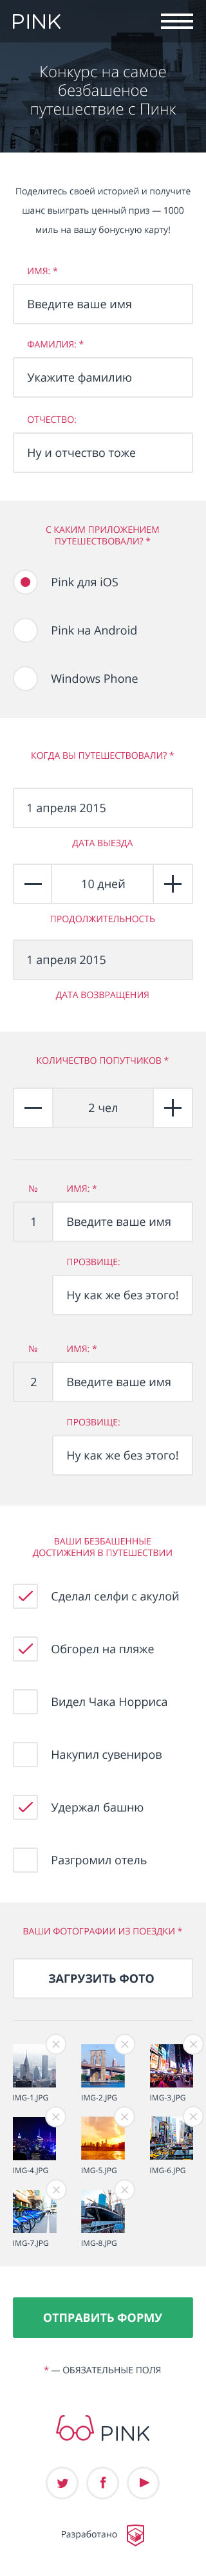 PINK
Конкурс на самое
безбашеное
путешествие с Пинк
Поделитесь своей историей и получите
шанс выиграть ценный приз — 1000
миль на вашу бонусную карту!
ИМЯ: *
Введите ваше имя
ФАМИЛИЯ: *
Укажите фамилию
ОТЧЕСТВО:
Ну и отчество тоже
С КАКИМ ПРИЛОЖЕНИЕМ
ПУТЕШЕСТВОВАЛИ? *
Pink для iOS
Pink на Android
Windows Phone
КОГДА ВЫ ПУТЕШЕСТВОВАЛИ? *
1 апреля 2015
ДАТА ВЫЕЗДА
10 дней
ПРОДОЛЖИТЕЛЬНОСТЬ
1 апреля 2015
ДАТА ВОЗВРАЩЕНИЯ
КОЛИЧЕСТВО ПОПУТЧИКОВ *
2 чел
№ ИМЯ: *
1 Введите ваше имя
ПРОЗВИЩЕ:
Ну как же без этого!
№ ИМЯ: *
2 Введите ваше имя
ПРОЗВИЩЕ:
Ну как же без этого!
ВАШИ БЕЗБАШЕННЫЕ
ДОСТИЖЕНИЯ В ПУТЕШЕСТВИИ
Сделал селфи с акулой
Обгорел на пляже
Видел Чака Норриса
Накупил сувениров
Удержал башню
Разгромил отель
ВАШИ ФОТОГРАФИИ ИЗ ПОЕЗДКИ *
ЗАГРУЗИТЬ ФОТО
IMG-1.JPG IMG-2.JPG IMG-3.JPG
IMG-4.JPG IMG-5.JPG IMG-6.JPG
IMG-7.JPG IMG-8.JPG
ОТПРАВИТЬ ФОРМУ
* — ОБЯЗАТЕЛЬНЫЕ ПОЛЯ
PINK
Разработано